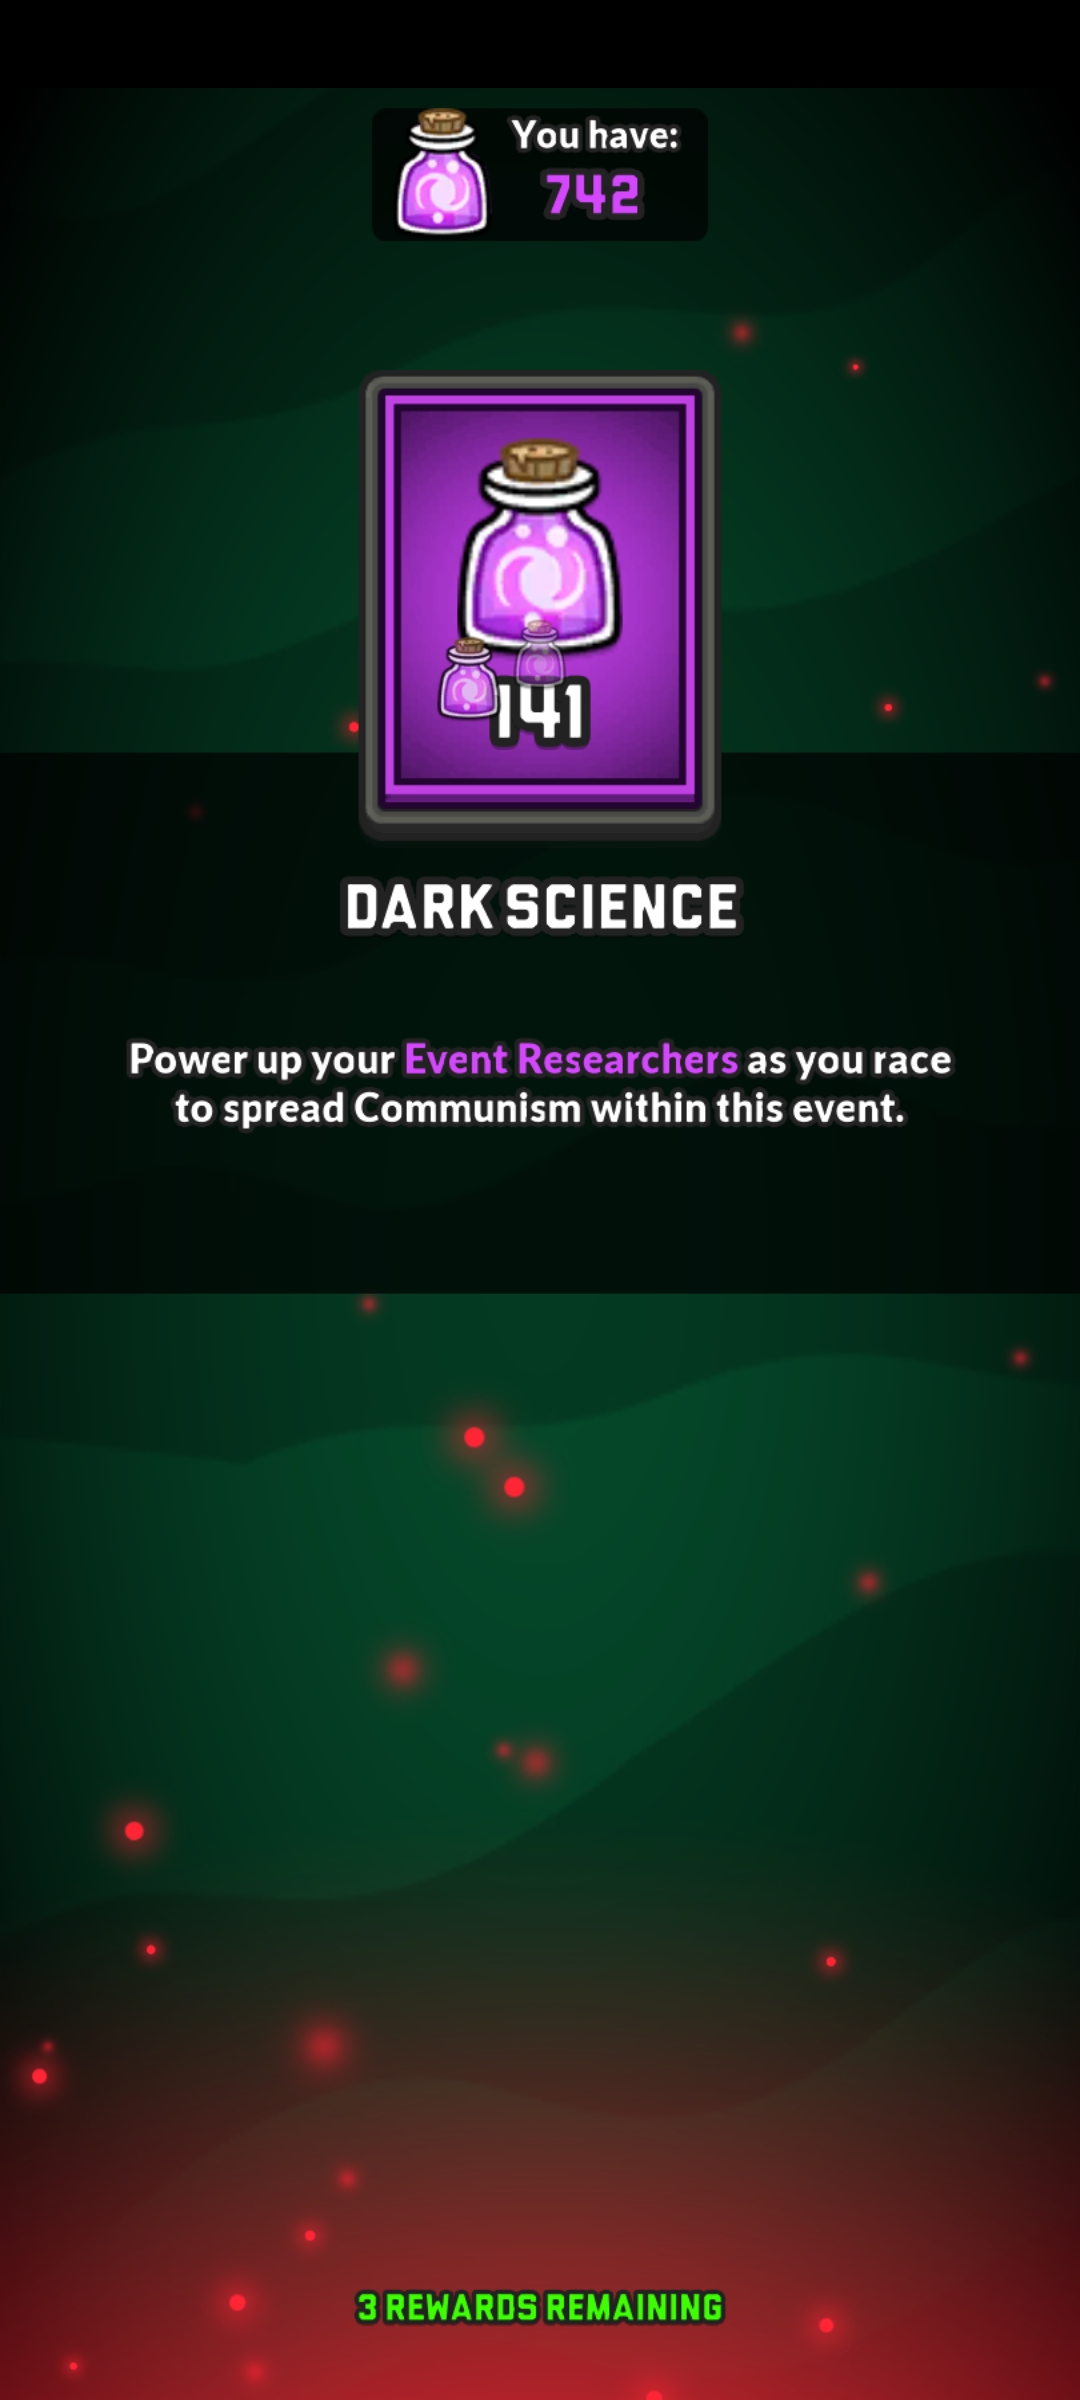 You have:
742
141
DARK SCIENCE
Power up your Event Researchers as you race
to spread Communism within this event.
3 REWARDS REMAINING